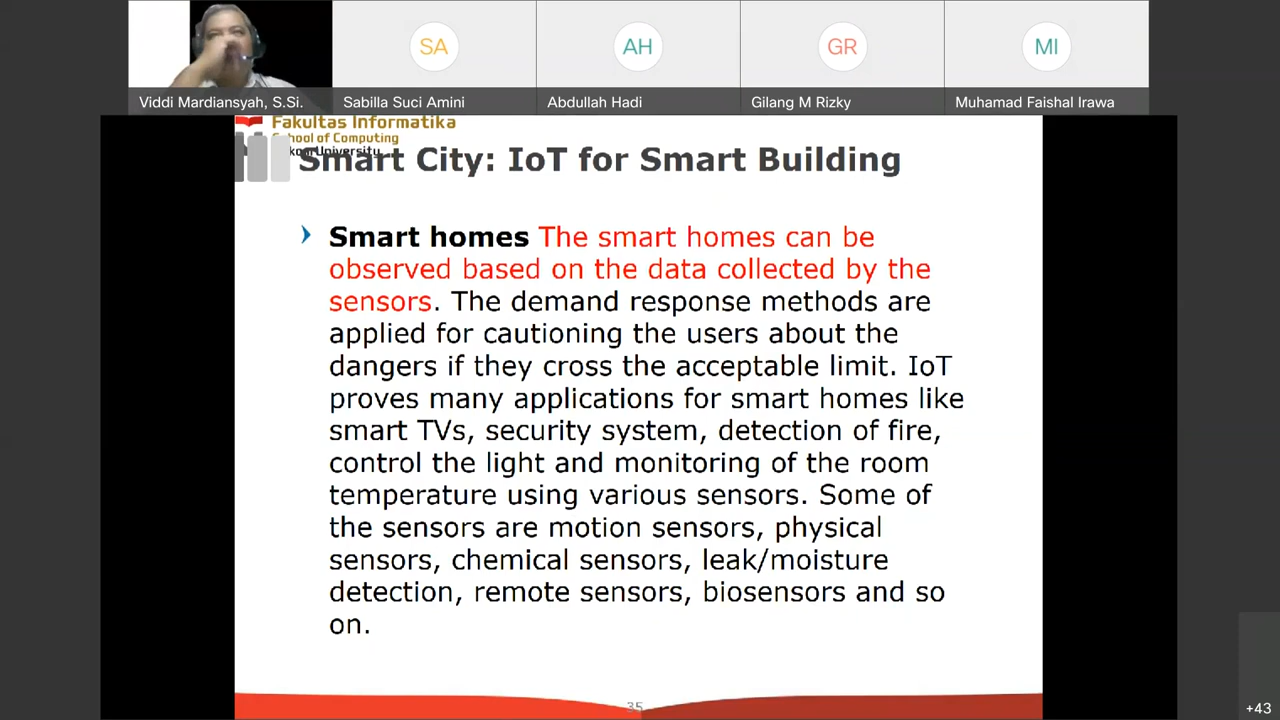 SA
AH
GR
MI
Viddi Mardiansyah, S.Si.
Sabilla Suci Amini
Abdullah Hadi
Gilang M Rizky
Muhamad Faishal Irawa
Fakultas Informatika
School of Computing
University
Smart City: IoT for Smart Building
Smart homes The smart homes can be
observed based on the data collected by the
sensors. The demand response methods are
applied for cautioning the users about the
dangers if they cross the acceptable limit. IoT
proves many applications for smart homes like
smart TVs, security system, detection of fire,
control the light and monitoring of the room
temperature using various sensors. Some of
the sensors are motion sensors, physical
sensors, chemical sensors, leak/moisture
detection, remote sensors, biosensors and so
on.
35
+43